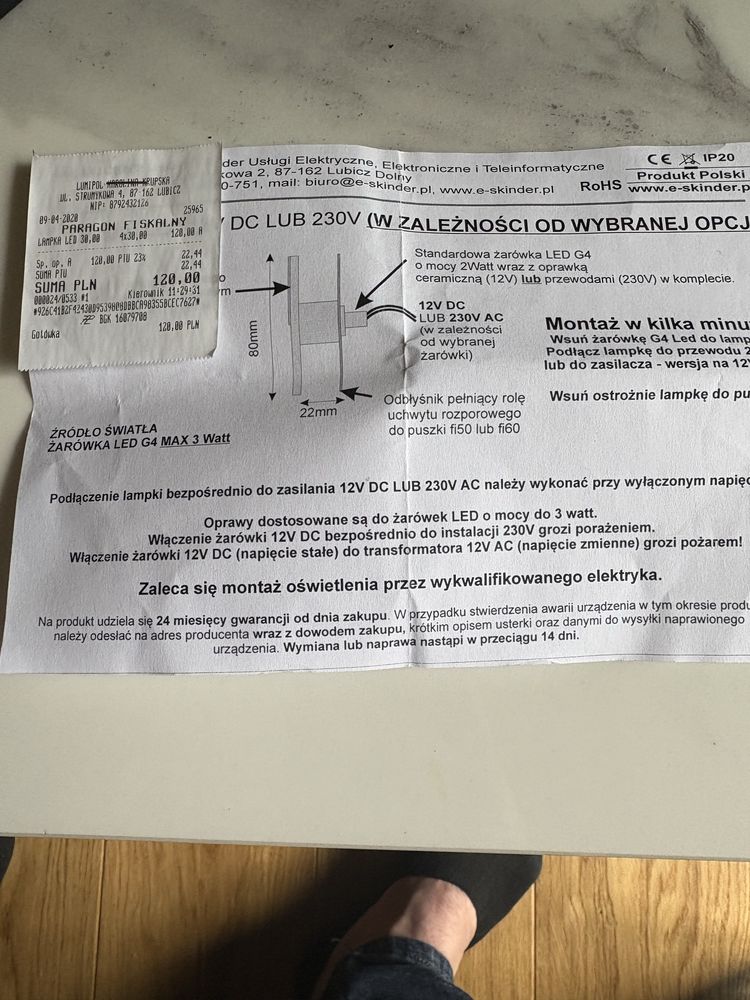 LUMIPOL KAROLINA KRUPSKA
UL. STRUMYKOWA 4, 87-162 LUBICZ
NIP: 8792432126
09-04-2020 25965
PARAGON FISKALNY
LAMPKA LED 30,00 4x30,00 120,00 A
Sp. op. A 120,00 PTU 23% 22,44
SUMA PTU 22,44
SUMA PLN 120,00
000024/0533 #1 Kierownik 11:29:31
BGK 16079708
Gotówka 120,00 PLN
der Usługi Elektryczne, Elektroniczne i Teleinformatyczne
kowa 2, 87-162 Lubicz Dolny
0-751, mail: biuro@e-skinder.pl, www.e-skinder.pl
CE IP20
Produkt Polski
RoHS www.e-skinder.p
DC LUB 230V (W ZALEŻNOŚCI OD WYBRANEJ OPCJ
Standardowa żarówka LED G4
o mocy 2Watt wraz z oprawką
ceramiczną (12V) lub przewodami (230V) w komplecie.
o
m
80mm
22mm
12V DC
LUB 230V AC
(w zależności
od wybranej
żarówki)
Odbłyśnik pełniący rolę
uchwytu rozporowego
do puszki fi50 lub fi60
Montaż w kilka minu
Wsuń żarówkę G4 Led do lamp
Podłącz lampkę do przewodu 2
lub do zasilacza - wersja na 12
Wsuń ostrożnie lampkę do pu
ŹRÓDŁO ŚWIATŁA
ŻARÓWKA LED G4 MAX 3 Watt
Podłączenie lampki bezpośrednio do zasilania 12V DC LUB 230V AC należy wykonać przy wyłączonym napięc
Oprawy dostosowane są do żarówek LED o mocy do 3 watt.
Włączenie żarówki 12V DC bezpośrednio do instalacji 230V grozi porażeniem.
Włączenie żarówki 12V DC (napięcie stałe) do transformatora 12V AC (napięcie zmienne) grozi pożarem!
Zaleca się montaż oświetlenia przez wykwalifikowanego elektryka.
Na produkt udziela się 24 miesięcy gwarancji od dnia zakupu. W przypadku stwierdzenia awarii urządzenia w tym okresie produ
należy odesłać na adres producenta wraz z dowodem zakupu, krótkim opisem usterki oraz danymi do wysyłki naprawionego
urządzenia. Wymiana lub naprawa nastąpi w przeciągu 14 dni.